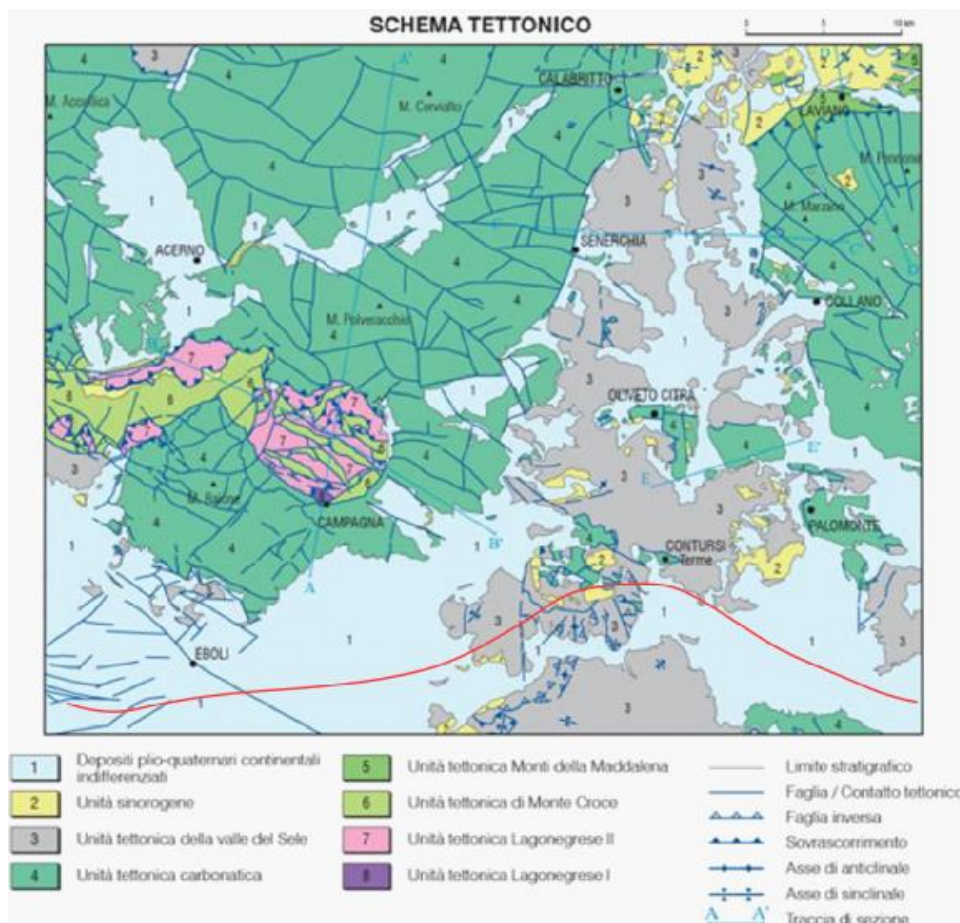 SCHEMA TETTONICO
0 5 10 km
M. Accellica
M. Cervialto
CALABRITTO
LAVIANO
M. Pennone
M. Marzano
ACERNO
SENERCHIA
COLLIANO
M. Polveracchio
OLIVETO CITRA
M. Raione
CAMPAGNA
PALOMONTE
CONTURSI
Terme
EBOLI
A'
A
B'
C
D
D'
E
E'
1 Depositi plio-quaternari continentali
indifferenziati
2 Unità sinorogene
3 Unità tettonica della valle del Sele
4 Unità tettonica carbonatica
5 Unità tettonica Monti della Maddalena
6 Unità tettonica di Monte Croce
7 Unità tettonica Lagonegrese II
8 Unità tettonica Lagonegrese I
Limite stratigrafico
Faglia / Contatto tettonico
Faglia inversa
Sovrascorrimento
Asse di anticlinale
Asse di sinclinale
A A' Traccia di sezione